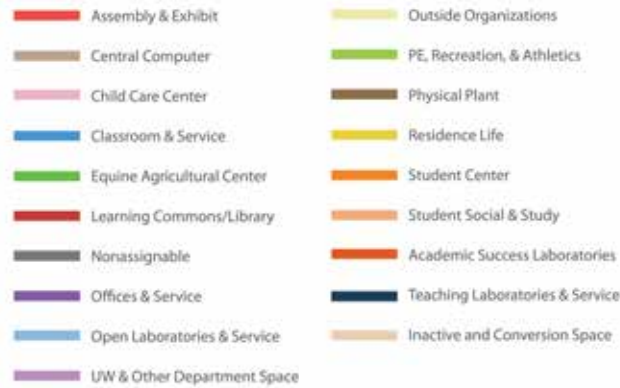 Assembly & Exhibit
Central Computer
Child Care Center
Classroom & Service
Equine Agricultural Center
Learning Commons/Library
Nonassignable
Offices & Service
Open Laboratories & Service
UW & Other Department Space
Outside Organizations
PE, Recreation, & Athletics
Physical Plant
Residence Life
Student Center
Student Social & Study
Academic Success Laboratories
Teaching Laboratories & Service
Inactive and Conversion Space